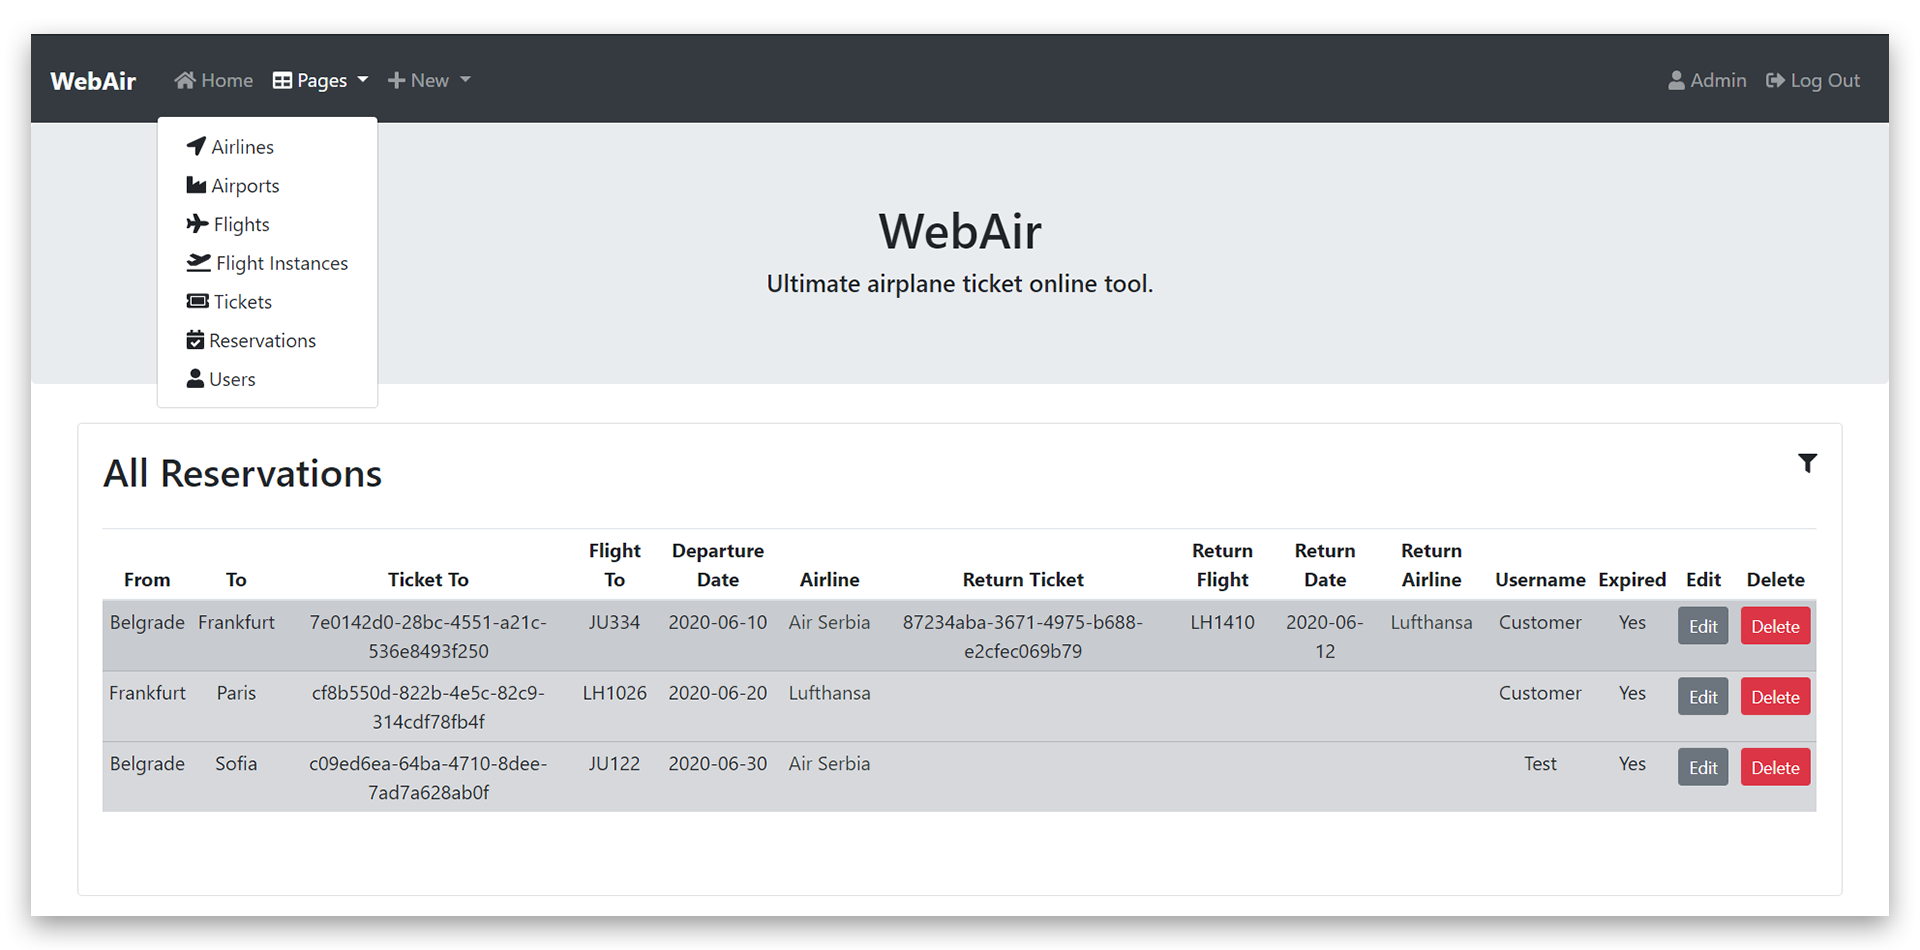 WebAir Home Pages New Admin Log Out
Airlines
Airports
Flights
Flight Instances
Tickets
Reservations
Users
WebAir
Ultimate airplane ticket online tool.
All Reservations
Flight Departure Return Return Return
From To Ticket To To Date Airline Return Ticket Flight Date Airline Username Expired Edit Delete
Belgrade Frankfurt 7e0142d0-28bc-4551-a21c- JU334 2020-06-10 Air Serbia 87234aba-3671-4975-b688- LH1410 2020-06- Lufthansa Customer Yes Edit Delete
536e8493f250 e2cfec069b79 12
Frankfurt Paris cf8b550d-822b-4e5c-82c9- LH1026 2020-06-20 Lufthansa Customer Yes Edit Delete
314cdf78fb4f
Belgrade Sofia c09ed6ea-64ba-4710-8dee- JU122 2020-06-30 Air Serbia Test Yes Edit Delete
7ad7a628ab0f